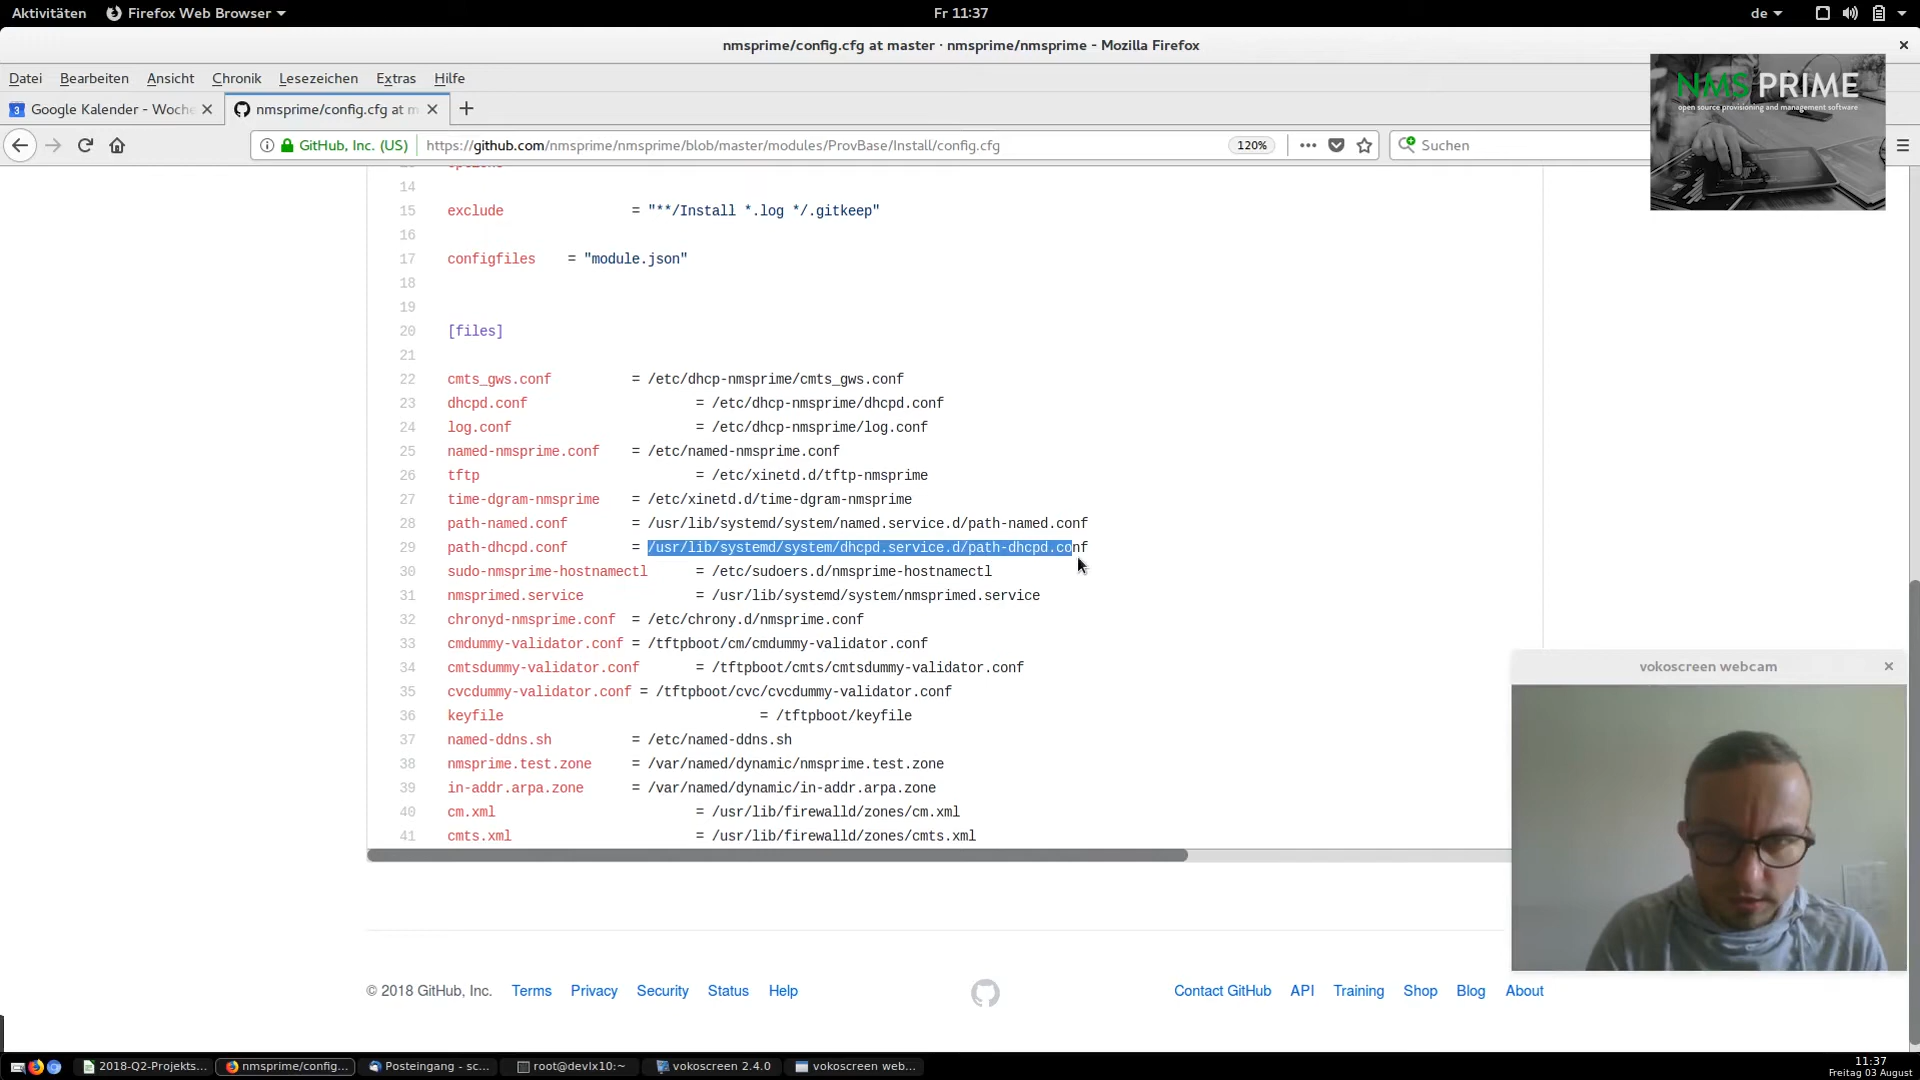 Aktivitäten Firefox Web Browser Fr 11:37 de
nmsprime/config.cfg at master · nmsprime/nmsprime - Mozilla Firefox
Datei Bearbeiten Ansicht Chronik Lesezeichen Extras Hilfe
NMS PRIME
open source provisioning and management software
3 Google Kalender - Woche nmsprime/config.cfg at m
GitHub, Inc. (US) https://github.com/nmsprime/nmsprime/blob/master/modules/ProvBase/Install/config.cfg 120% Suchen
14
15 exclude = "**/Install *.log */.gitkeep"
16
17 configfiles = "module.json"
18
19
20 [files]
21
22 cmts_gws.conf = /etc/dhcp-nmsprime/cmts_gws.conf
23 dhcpd.conf = /etc/dhcp-nmsprime/dhcpd.conf
24 log.conf = /etc/dhcp-nmsprime/log.conf
25 named-nmsprime.conf = /etc/named-nmsprime.conf
26 tftp = /etc/xinetd.d/tftp-nmsprime
27 time-dgram-nmsprime = /etc/xinetd.d/time-dgram-nmsprime
28 path-named.conf = /usr/lib/systemd/system/named.service.d/path-named.conf
29 path-dhcpd.conf = /usr/lib/systemd/system/dhcpd.service.d/path-dhcpd.conf
30 sudo-nmsprime-hostnamectl = /etc/sudoers.d/nmsprime-hostnamectl
31 nmsprimed.service = /usr/lib/systemd/system/nmsprimed.service
32 chronyd-nmsprime.conf = /etc/chrony.d/nmsprime.conf
33 cmdummy-validator.conf = /tftpboot/cm/cmdummy-validator.conf
34 cmtsdummy-validator.conf = /tftpboot/cmts/cmtsdummy-validator.conf
35 cvcdummy-validator.conf = /tftpboot/cvc/cvcdummy-validator.conf
36 keyfile = /tftpboot/keyfile
37 named-ddns.sh = /etc/named-ddns.sh
38 nmsprime.test.zone = /var/named/dynamic/nmsprime.test.zone
39 in-addr.arpa.zone = /var/named/dynamic/in-addr.arpa.zone
40 cm.xml = /usr/lib/firewalld/zones/cm.xml
41 cmts.xml = /usr/lib/firewalld/zones/cmts.xml
vokoscreen webcam
© 2018 GitHub, Inc. Terms Privacy Security Status Help Contact GitHub API Training Shop Blog About
2018-Q2-Projekts... nmsprime/config... Posteingang - sc... root@devlx10:~ vokoscreen 2.4.0 vokoscreen web... 11:37
Freitag 03 August